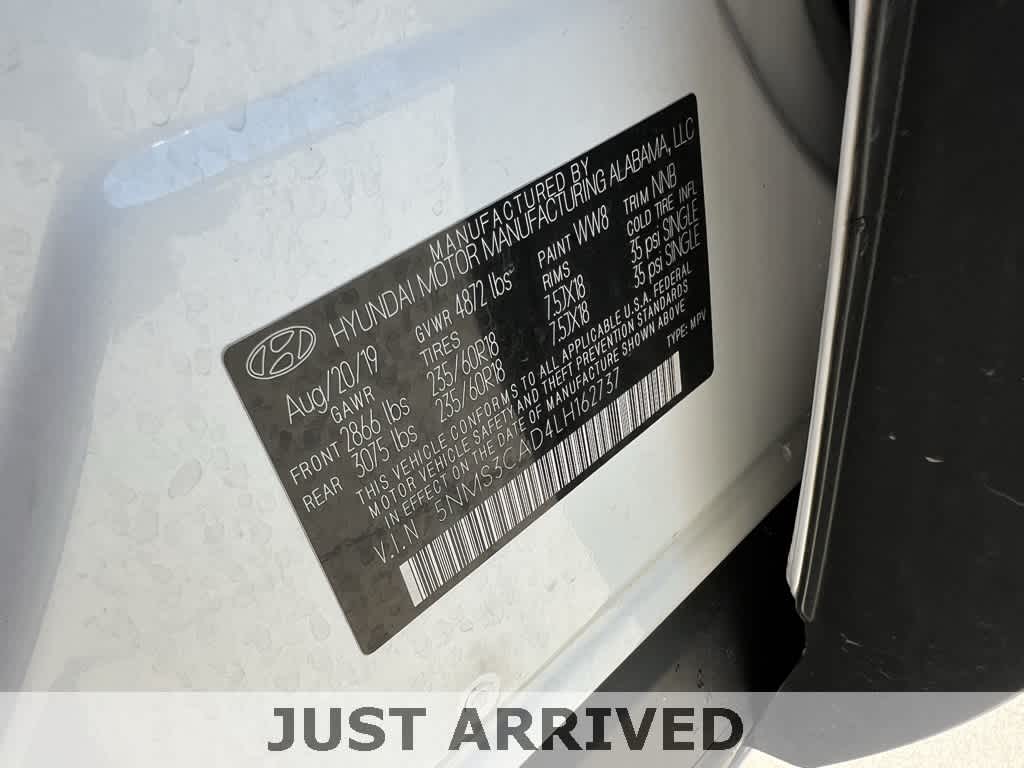 MANUFACTURED BY
HYUNDAI MOTOR MANUFACTURING ALABAMA, LLC
Aug/20/19 GVWR 4872 lbs PAINT WW8 TRIM NNB
GAWR TIRES RIMS COLD TIRE INFL
FRONT 2866 lbs 235/60R18 7.5JX18 35 psi SINGLE
REAR 3075 lbs 235/60R18 7.5JX18 35 psi SINGLE
THIS VEHICLE CONFORMS TO ALL APPLICABLE U.S.A. FEDERAL
MOTOR VEHICLE SAFETY AND THEFT PREVENTION STANDARDS
IN EFFECT ON THE DATE OF MANUFACTURE SHOWN ABOVE
V.I.N 5NMS3CAD4LH162737 TYPE: MPV
JUST ARRIVED